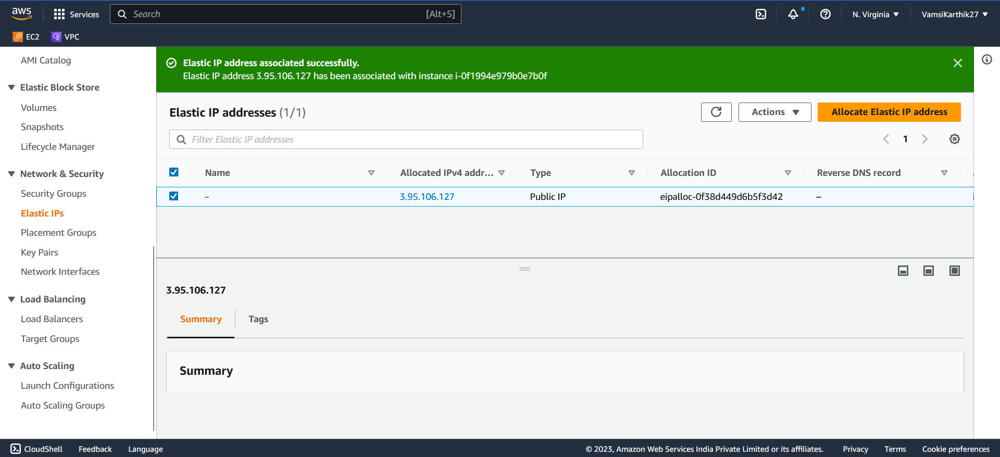 aws Services Search [Alt+S] N. Virginia VamsiKarthik27
EC2 VPC
AMI Catalog
Elastic Block Store
Volumes
Snapshots
Lifecycle Manager
Network & Security
Security Groups
Elastic IPs
Placement Groups
Key Pairs
Network Interfaces
Load Balancing
Load Balancers
Target Groups
Auto Scaling
Launch Configurations
Auto Scaling Groups
Elastic IP address associated successfully.
Elastic IP address 3.95.106.127 has been associated with instance i-0f1994e979b0e7b0f
Elastic IP addresses (1/1) Actions Allocate Elastic IP address
Filter Elastic IP addresses 1
Name Allocated IPv4 addr... Type Allocation ID Reverse DNS record
– 3.95.106.127 Public IP eipalloc-0f38d449d6b5f3d42 –
3.95.106.127
Summary Tags
Summary
CloudShell Feedback Language © 2023, Amazon Web Services India Private Limited or its affiliates. Privacy Terms Cookie preferences